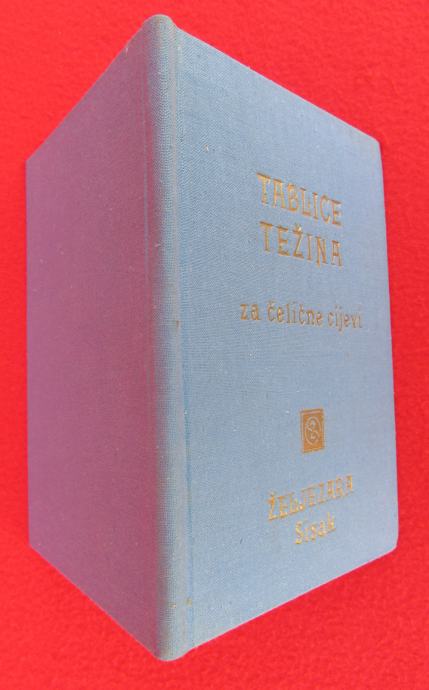 TABLICE
TEŽINA
za čelične cijevi
ŽELJEZARA
Sisak